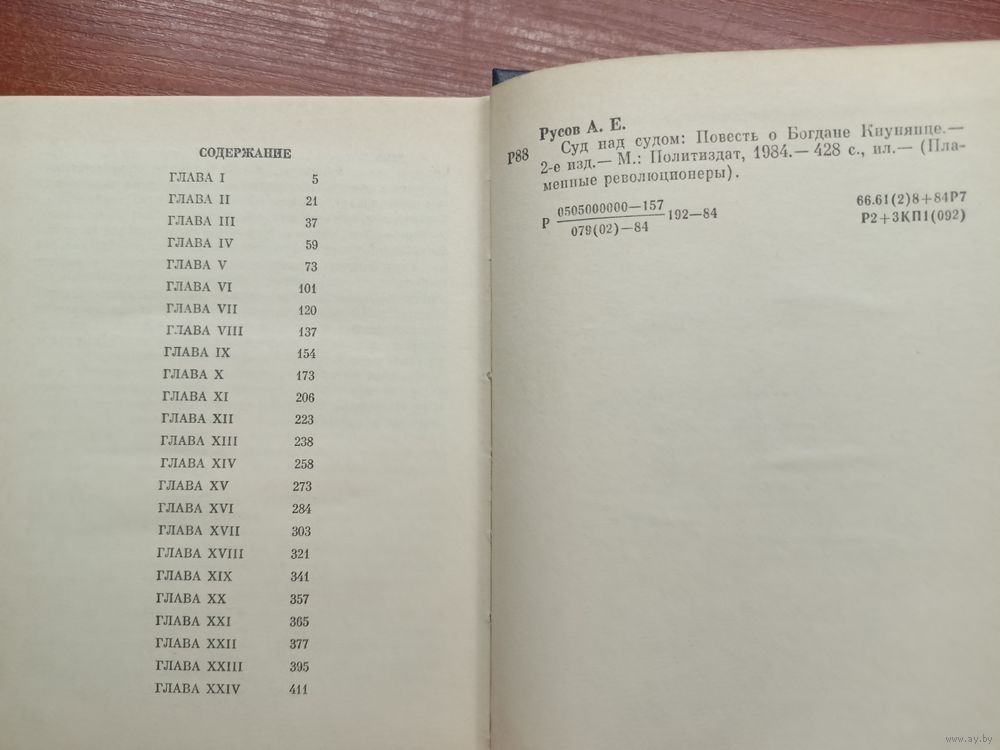 СОДЕРЖАНИЕ
ГЛАВА I 5
ГЛАВА II 21
ГЛАВА III 37
ГЛАВА IV 59
ГЛАВА V 73
ГЛАВА VI 101
ГЛАВА VII 120
ГЛАВА VIII 137
ГЛАВА IX 154
ГЛАВА X 173
ГЛАВА XI 206
ГЛАВА XII 223
ГЛАВА XIII 238
ГЛАВА XIV 258
ГЛАВА XV 273
ГЛАВА XVI 284
ГЛАВА XVII 303
ГЛАВА XVIII 321
ГЛАВА XIX 341
ГЛАВА XX 357
ГЛАВА XXI 365
ГЛАВА XXII 377
ГЛАВА XXIII 395
ГЛАВА XXIV 411
Русов А. Е.
Р88
Суд над судом: Повесть о Богдане Кнунянце.—
2-е изд.— М.: Политиздат, 1984.— 428 с., ил.— (Пла-
менные революционеры).
Р 0505000000—157
079(02)—84
192—84
66.61(2)8+84Р7
Р2+3КП1(092)
www.ay.by